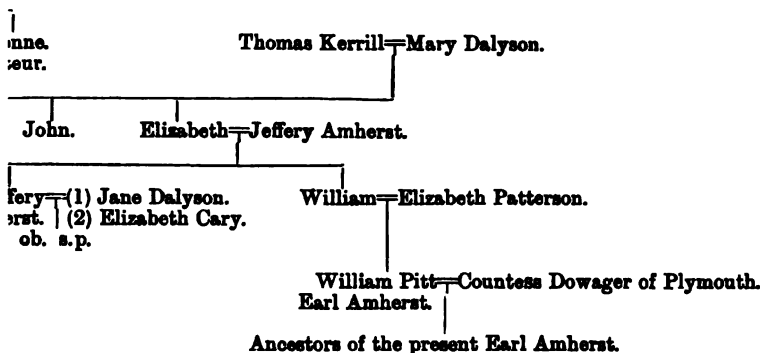 Thomas Kerrill=Mary Dalyson.
John. Elizabeth=Jeffery Amherst.
(1) Jane Dalyson. William=Elizabeth Patterson.
(2) Elizabeth Cary.
ob. s.p.
William Pitt=Countess Dowager of Plymouth.
Earl Amherst.
Ancestors of the present Earl Amherst.